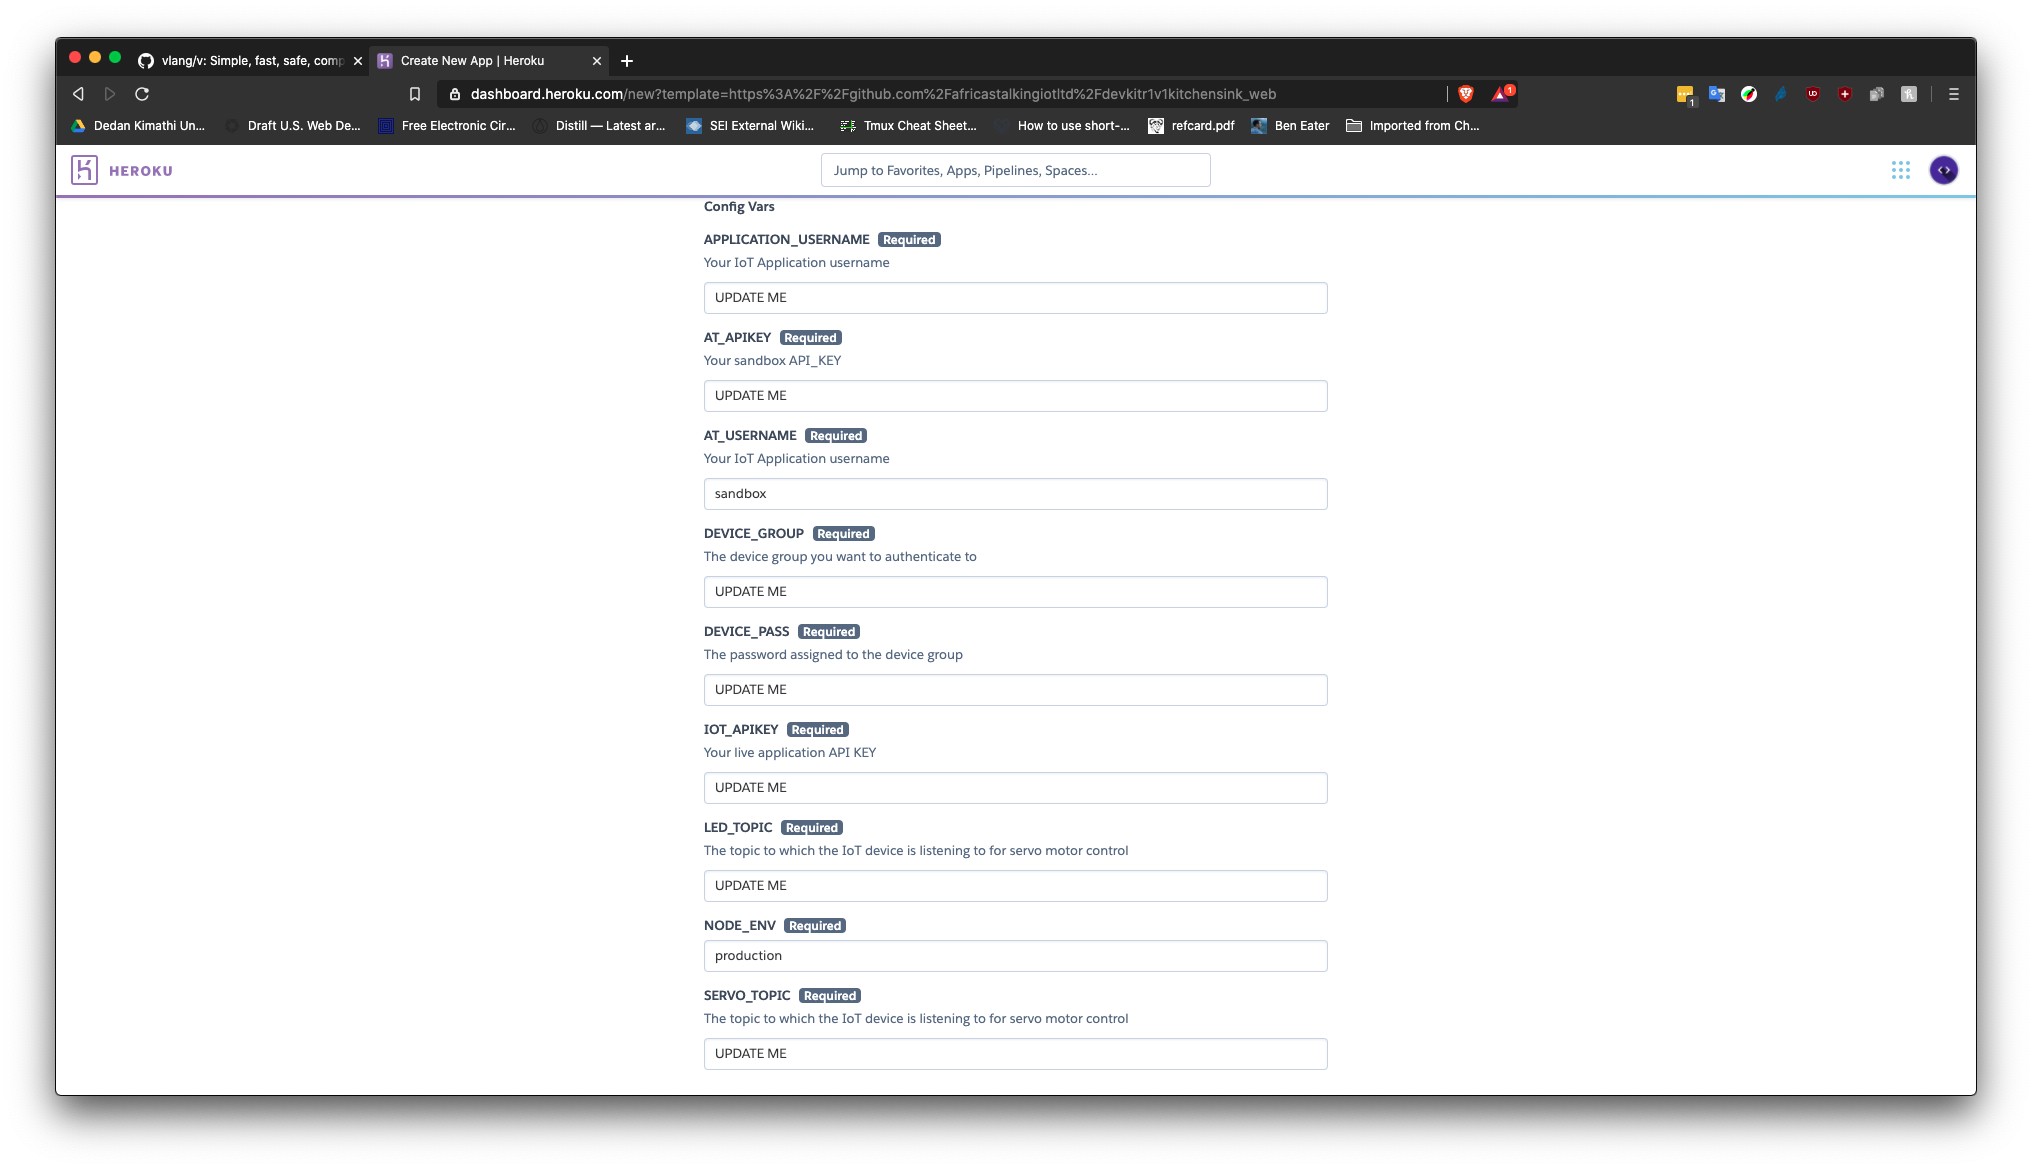 vlang/v: Simple, fast, safe, comp
Create New App | Heroku
dashboard.heroku.com/new?template=https%3A%2F%2Fgithub.com%2Fafricastalkingiotltd%2Fdevkitr1v1kitchensink_web
1
1
Dedan Kimathi Un...
Draft U.S. Web De...
Free Electronic Cir...
Distill — Latest ar...
SEI External Wiki...
Tmux Cheat Sheet...
How to use short-...
refcard.pdf
Ben Eater
Imported from Ch...
HEROKU
Jump to Favorites, Apps, Pipelines, Spaces...
Config Vars
APPLICATION_USERNAME Required
Your IoT Application username
UPDATE ME
AT_APIKEY Required
Your sandbox API_KEY
UPDATE ME
AT_USERNAME Required
Your IoT Application username
sandbox
DEVICE_GROUP Required
The device group you want to authenticate to
UPDATE ME
DEVICE_PASS Required
The password assigned to the device group
UPDATE ME
IOT_APIKEY Required
Your live application API KEY
UPDATE ME
LED_TOPIC Required
The topic to which the IoT device is listening to for servo motor control
UPDATE ME
NODE_ENV Required
production
SERVO_TOPIC Required
The topic to which the IoT device is listening to for servo motor control
UPDATE ME